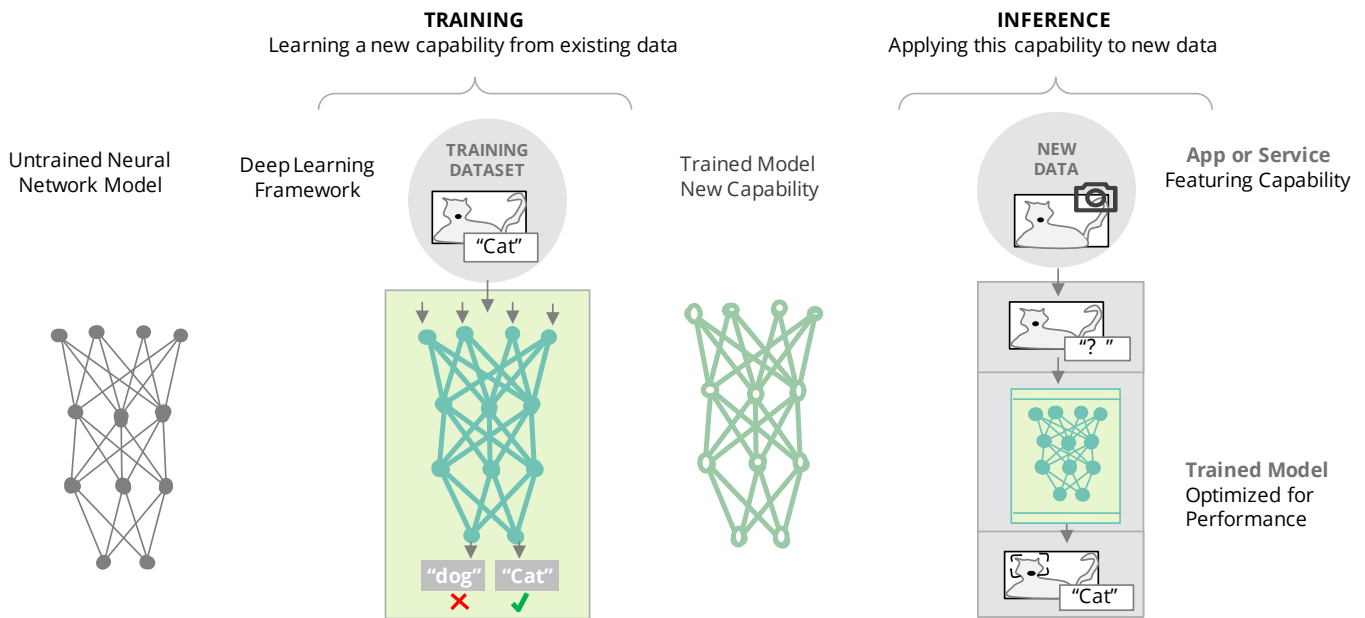 TRAINING
Learning a new capability from existing data
INFERENCE
Applying this capability to new data
Untrained Neural
Network Model
Deep Learning
Framework
TRAINING
DATASET
“Cat”
Trained Model
New Capability
NEW
DATA
App or Service
Featuring Capability
“? ”
Trained Model
Optimized for
Performance
“dog”
“Cat”
“Cat”